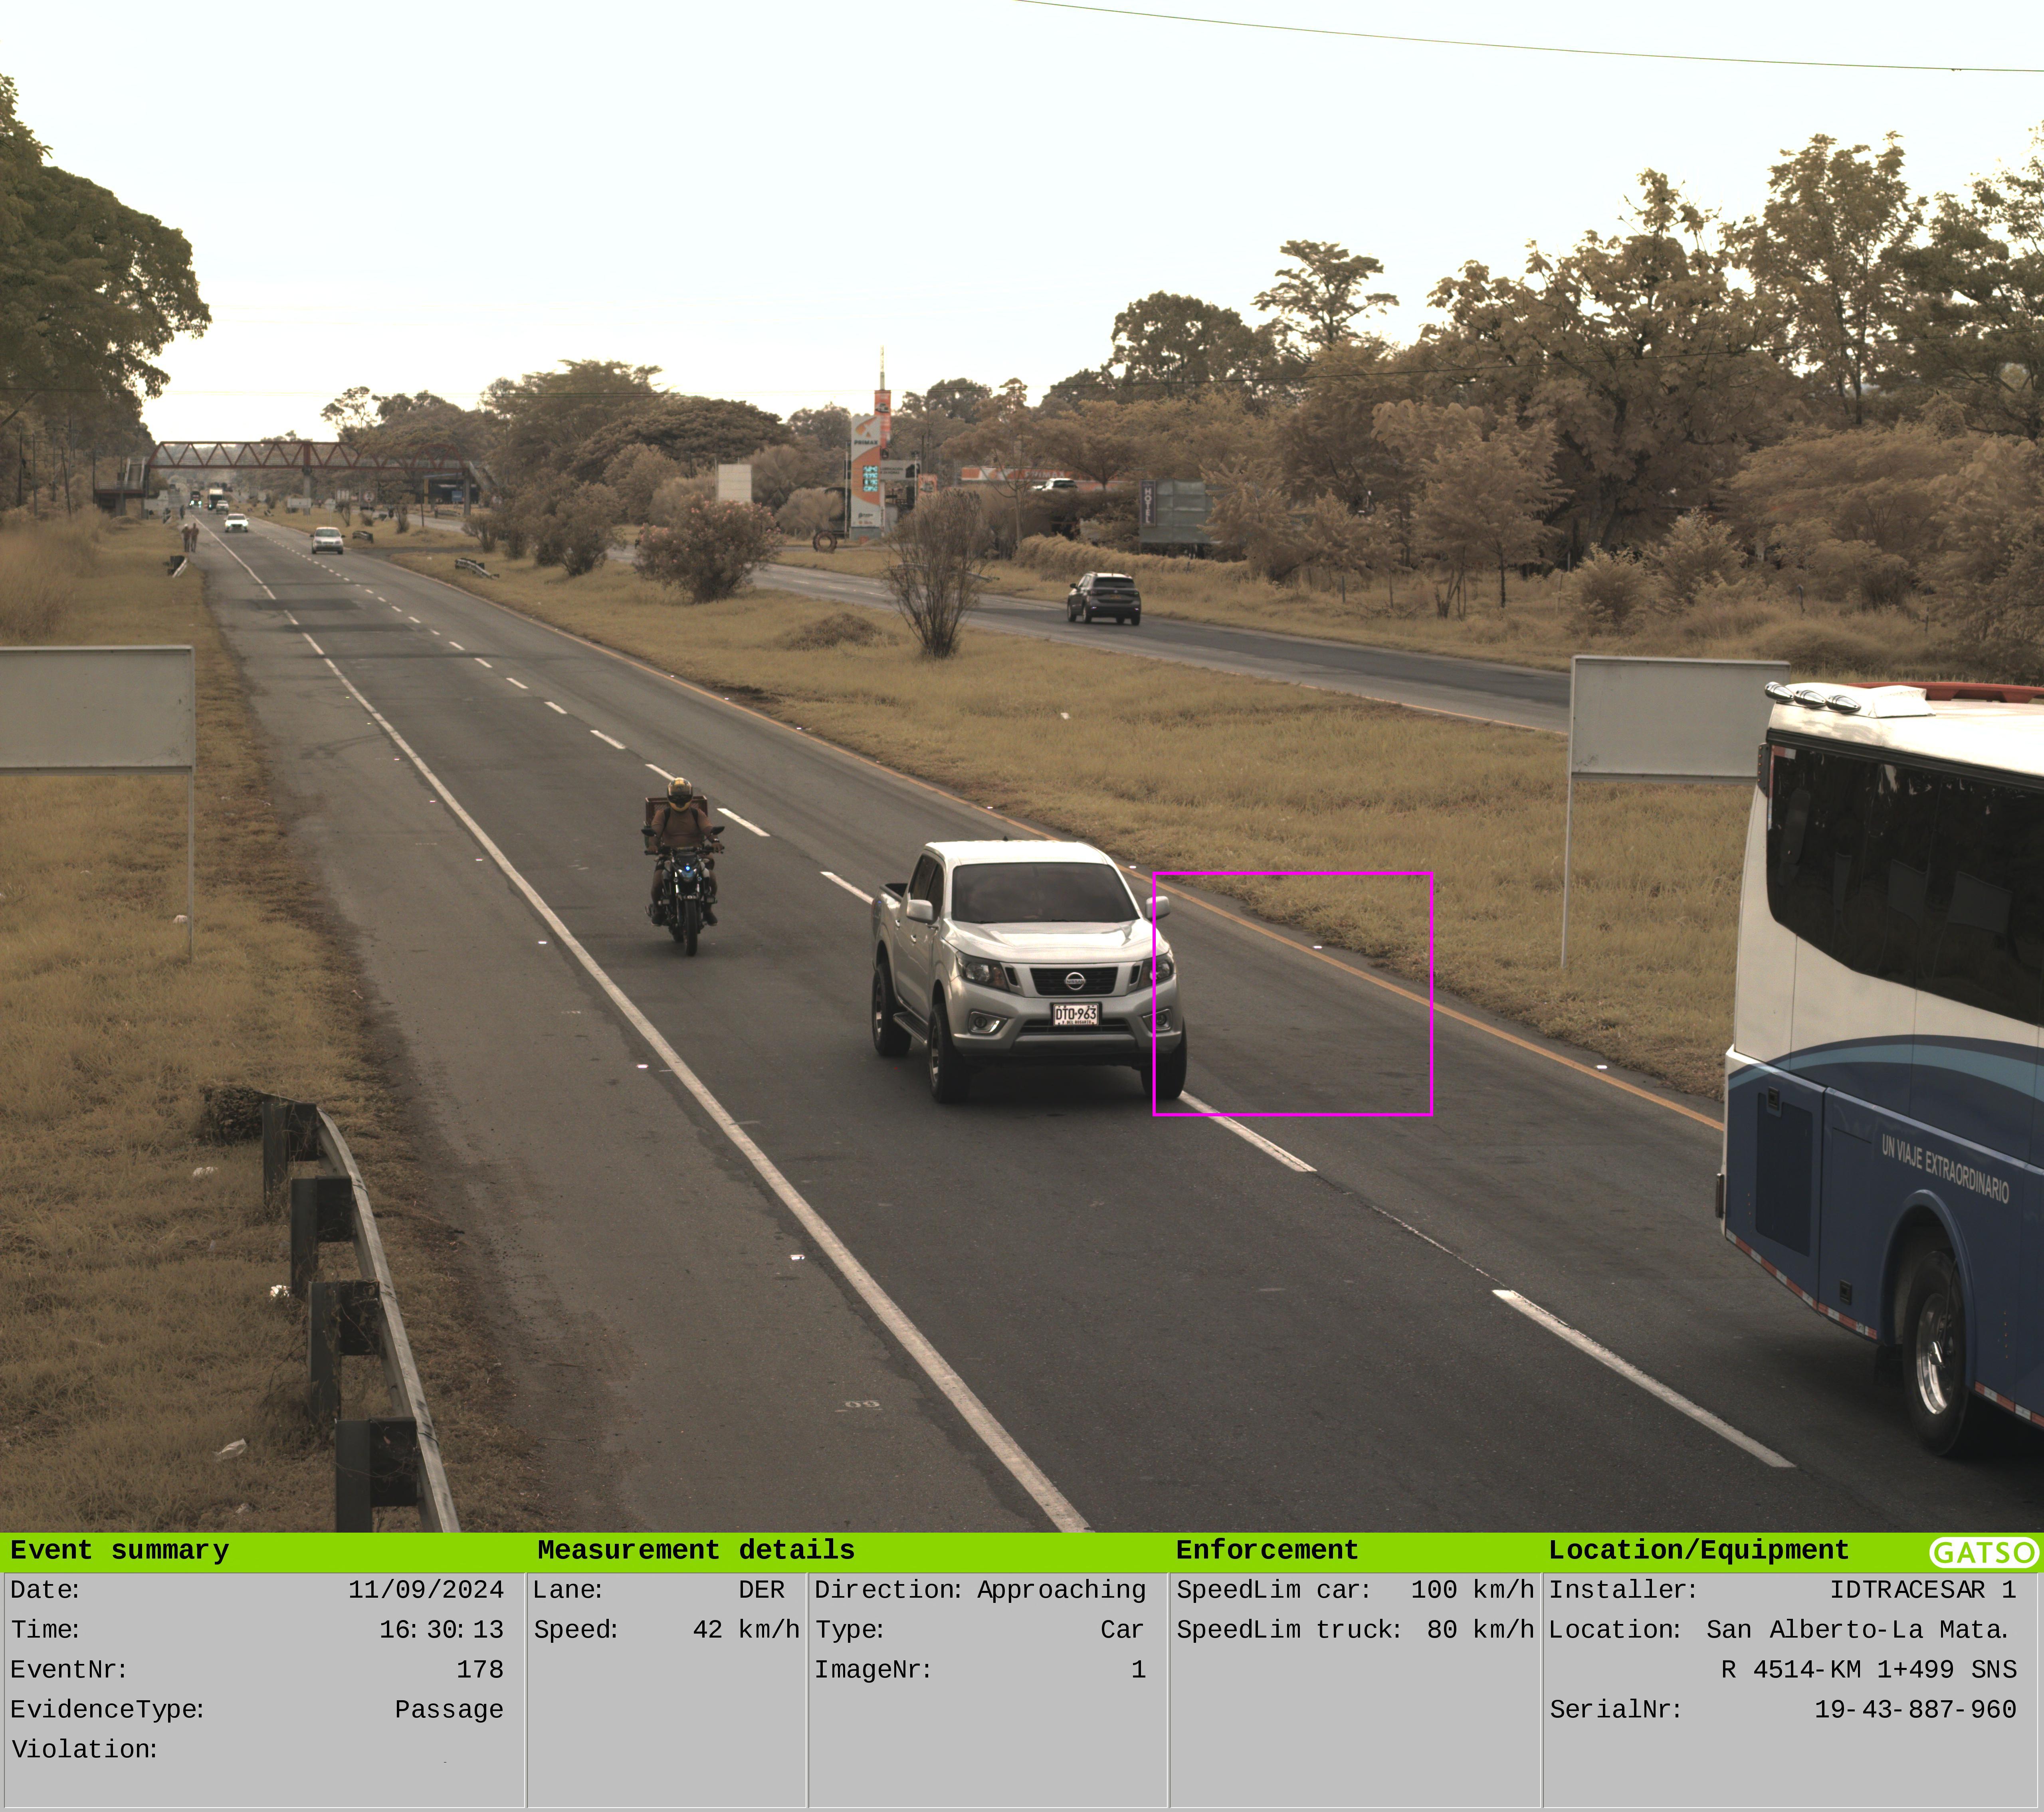 PRIMAX
HOTEL
NISSAN
DTO-963
UN VIAJE EXTRAORDINARIO
Event summary
Date: 11/09/2024
Time: 16:30:13
EventNr: 178
EvidenceType: Passage
Violation:
Measurement details
Lane: DER
Speed: 42 km/h
Direction: Approaching
Type: Car
ImageNr: 1
Enforcement
SpeedLim car: 100 km/h
SpeedLim truck: 80 km/h
Location/Equipment
GATSO
Installer: IDTRACESAR 1
Location: San Alberto-La Mata.
R 4514-KM 1+499 SNS
SerialNr: 19-43-887-960